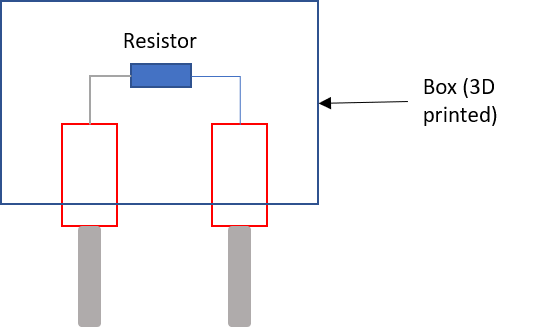 Resistor
Box (3D
printed)